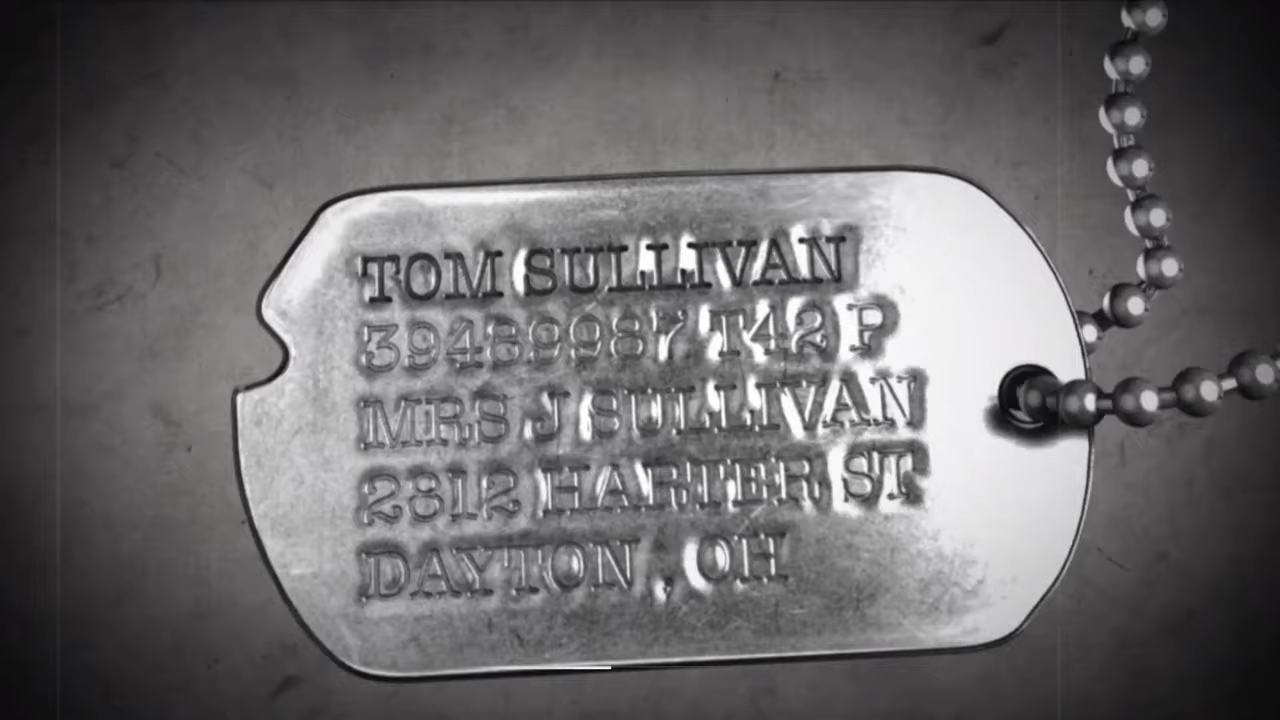 TOM SULLIVAN
39489987 T42 P
MRS J SULLIVAN
2812 HARTER ST
DAYTON , OH